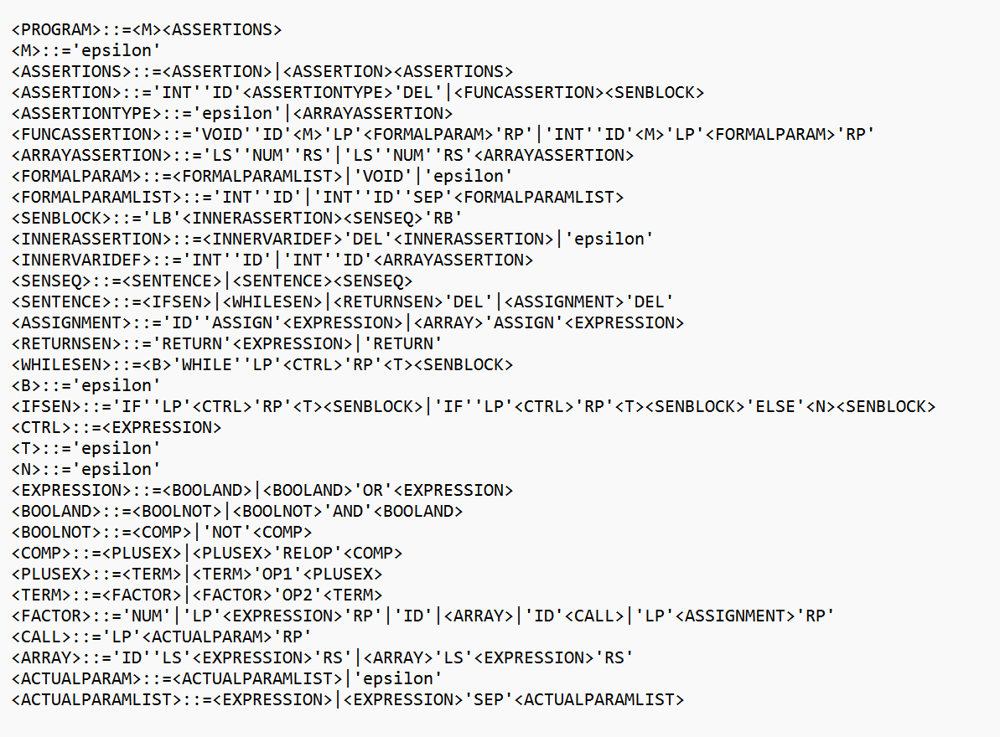 <PROGRAM>::=<M><ASSERTIONS>
<M>::='epsilon'
<ASSERTIONS>::=<ASSERTION>|<ASSERTION><ASSERTIONS>
<ASSERTION>::='INT''ID'<ASSERTIONTYPE>'DEL'|<FUNCASSERTION><SENBLOCK>
<ASSERTIONTYPE>::='epsilon'|<ARRAYASSERTION>
<FUNCASSERTION>::='VOID''ID'<M>'LP'<FORMALPARAM>'RP'|'INT''ID'<M>'LP'<FORMALPARAM>'RP'
<ARRAYASSERTION>::='LS''NUM''RS'|'LS''NUM''RS'<ARRAYASSERTION>
<FORMALPARAM>::=<FORMALPARAMLIST>|'VOID'|'epsilon'
<FORMALPARAMLIST>::='INT''ID'|'INT''ID''SEP'<FORMALPARAMLIST>
<SENBLOCK>::='LB'<INNERASSERTION><SENSEQ>'RB'
<INNERASSERTION>::=<INNERVARIDEF>'DEL'<INNERASSERTION>|'epsilon'
<INNERVARIDEF>::='INT''ID'|'INT''ID'<ARRAYASSERTION>
<SENSEQ>::=<SENTENCE>|<SENTENCE><SENSEQ>
<SENTENCE>::=<IFSEN>|<WHILESEN>|<RETURNSEN>'DEL'|<ASSIGNMENT>'DEL'
<ASSIGNMENT>::='ID''ASSIGN'<EXPRESSION>|<ARRAY>'ASSIGN'<EXPRESSION>
<RETURNSEN>::='RETURN'<EXPRESSION>|'RETURN'
<WHILESEN>::=<B>'WHILE''LP'<CTRL>'RP'<T><SENBLOCK>
<B>::='epsilon'
<IFSEN>::='IF''LP'<CTRL>'RP'<T><SENBLOCK>|'IF''LP'<CTRL>'RP'<T><SENBLOCK>'ELSE'<N><SENBLOCK>
<CTRL>::=<EXPRESSION>
<T>::='epsilon'
<N>::='epsilon'
<EXPRESSION>::=<BOOLAND>|<BOOLAND>'OR'<EXPRESSION>
<BOOLAND>::=<BOOLNOT>|<BOOLNOT>'AND'<BOOLAND>
<BOOLNOT>::=<COMP>|'NOT'<COMP>
<COMP>::=<PLUSEX>|<PLUSEX>'RELOP'<COMP>
<PLUSEX>::=<TERM>|<TERM>'OP1'<PLUSEX>
<TERM>::=<FACTOR>|<FACTOR>'OP2'<TERM>
<FACTOR>::='NUM'|'LP'<EXPRESSION>'RP'|'ID'|<ARRAY>|'ID'<CALL>|'LP'<ASSIGNMENT>'RP'
<CALL>::='LP'<ACTUALPARAM>'RP'
<ARRAY>::='ID''LS'<EXPRESSION>'RS'|<ARRAY>'LS'<EXPRESSION>'RS'
<ACTUALPARAM>::=<ACTUALPARAMLIST>|'epsilon'
<ACTUALPARAMLIST>::=<EXPRESSION>|<EXPRESSION>'SEP'<ACTUALPARAMLIST>